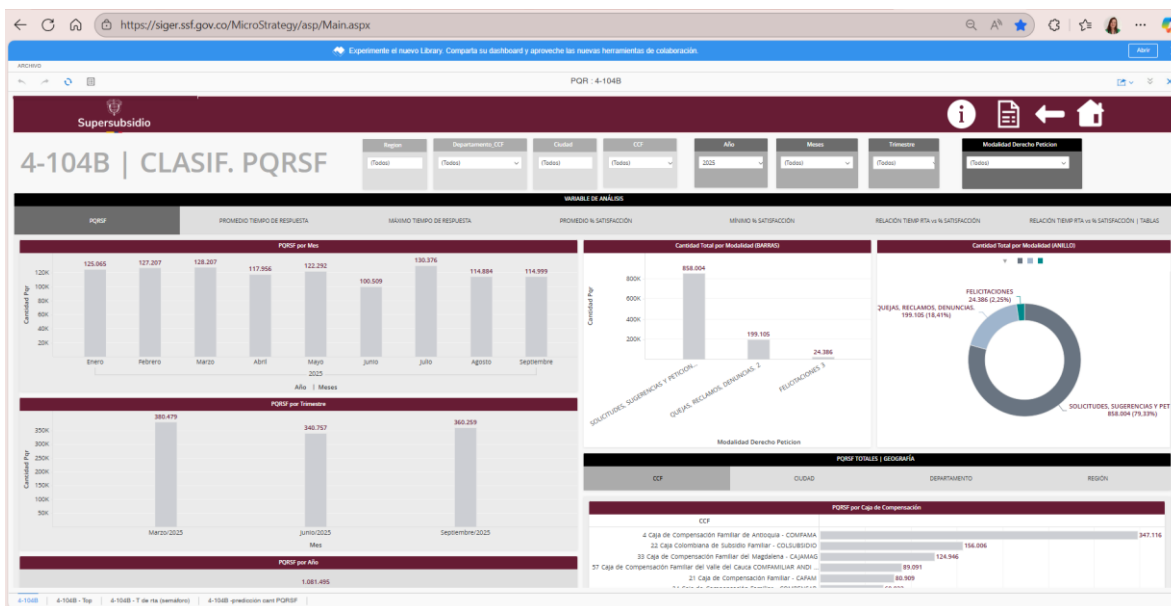 https://siger.ssf.gov.co/MicroStrategy/asp/Main.aspx
Experimente el nuevo Library. Comparta su dashboard y aproveche las nuevas herramientas de colaboración.
Abrir
ARCHIVO
PQR : 4-104B
Supersubsidio
4-104B | CLASIF. PQRSF
Region
Departamento_CCF
Ciudad
CCF
Año
Meses
Trimestre
Modalidad Derecho Peticion
(Todos)
(Todos)
(Todos)
(Todos)
2025
(Todos)
(Todos)
(Todos)
VARIABLE DE ANÁLISIS
PQRSF
PROMEDIO TIEMPO DE RESPUESTA
MÁXIMO TIEMPO DE RESPUESTA
PROMEDIO % SATISFACCIÓN
MÍNIMO % SATISFACCIÓN
RELACIÓN TIEMP RTA vs % SATISFACCIÓN
RELACIÓN TIEMP RTA vs % SATISFACCIÓN | TABLAS
PQRSF por Mes
Cantidad Pqr
120K
100K
80K
60K
40K
20K
125.065
127.207
128.207
117.956
122.292
100.509
130.376
114.884
114.999
Enero
Febrero
Marzo
Abril
Mayo
Junio
Julio
Agosto
Septiembre
2025
Año | Meses
Cantidad Total por Modalidad (BARRAS)
Cantidad Pqr
800K
600K
400K
200K
858.004
199.105
24.386
SOLICITUDES, SUGERENCIAS Y PETICION...
QUEJAS, RECLAMOS, DENUNCIAS. 2
FELICITACIONES 3
Modalidad Derecho Peticion
Cantidad Total por Modalidad (ANILLO)
FELICITACIONES
24.386 (2,25%)
QUEJAS, RECLAMOS, DENUNCIAS.
199.105 (18,41%)
SOLICITUDES, SUGERENCIAS Y PET
858.004 (79,33%)
PQRSF por Trimestre
Cantidad Pqr
350K
300K
250K
200K
150K
100K
50K
380.479
340.757
360.259
Marzo/2025
Junio/2025
Septiembre/2025
Mes
PQRSF por Año
1.081.495
PQRSF TOTALES | GEOGRAFÍA
CCF
CIUDAD
DEPARTAMENTO
REGIÓN
PQRSF por Caja de Compensación
CCF
4 Caja de Compensación Familiar de Antioquia - COMFAMA
347.116
22 Caja Colombiana de Subsidio Familiar - COLSUBSIDIO
156.006
33 Caja de Compensación Familiar del Magdalena - CAJAMAG
124.946
57 Caja de Compensación Familiar del Valle del Cauca COMFAMILIAR ANDI ...
89.091
21 Caja de Compensación Familiar - CAFAM
80.909
4-104B
4-104B - Top
4-104B - T de rta (semáforo)
4-104B -predicción cant PQRSF